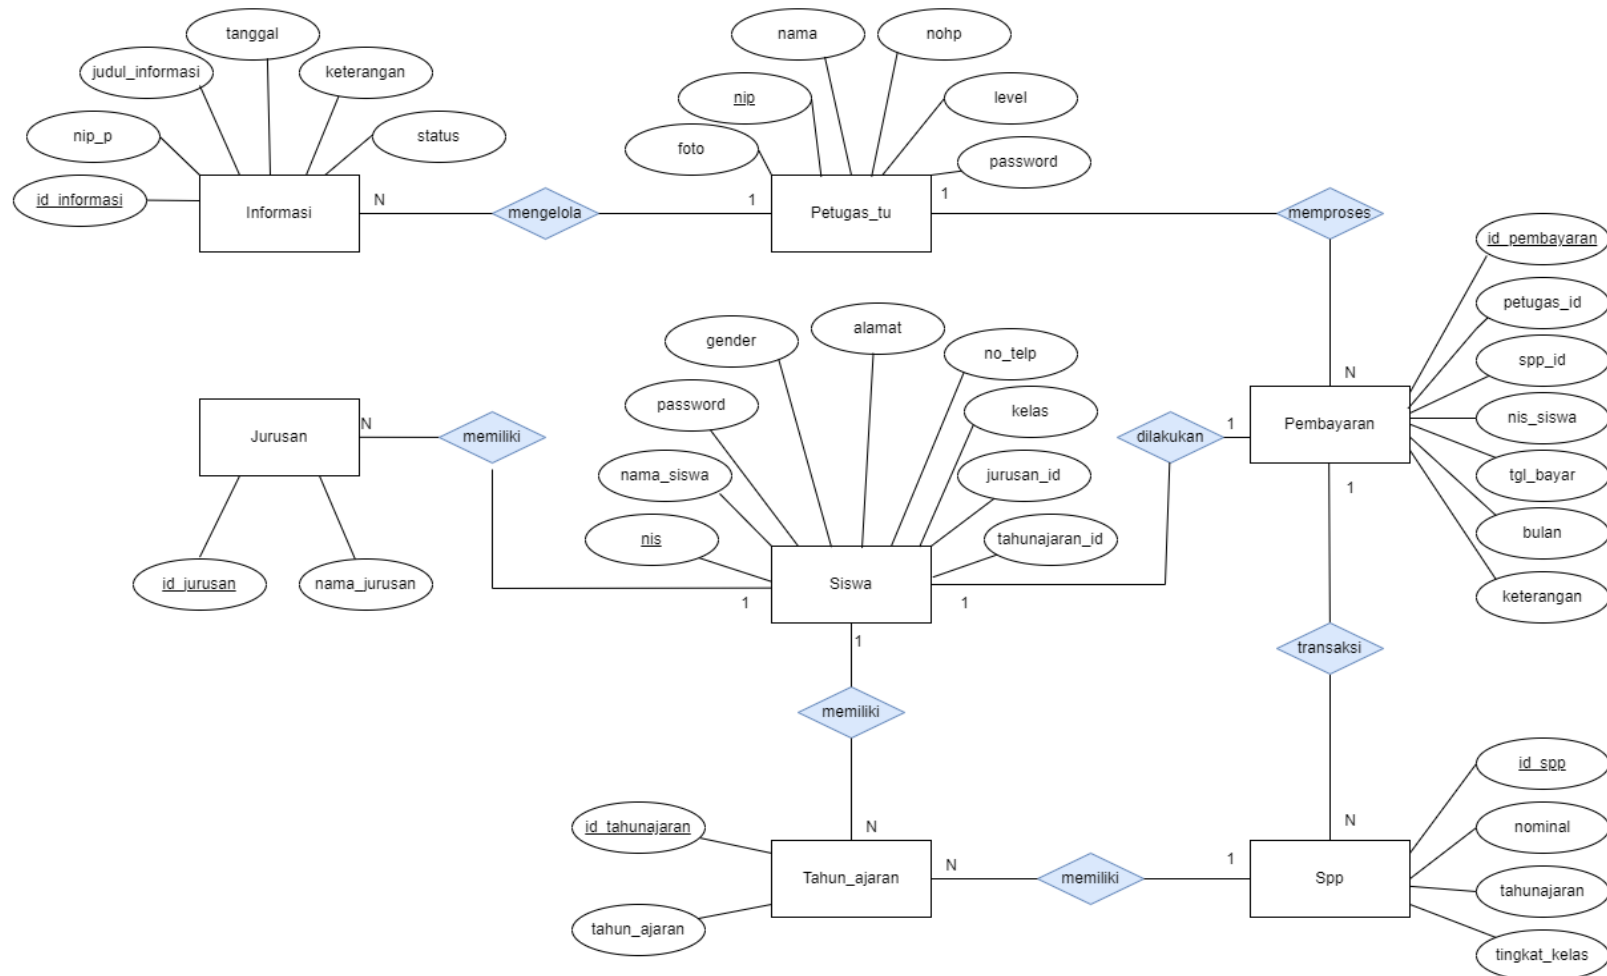 tanggal
nama
nohp
judul_informasi
keterangan
nip
level
nip_p
status
foto
password
id_informasi
Informasi
N
mengelola
1
Petugas_tu
1
memproses
id_pembayaran
petugas_id
gender
alamat
no_telp
spp_id
N
password
kelas
nis_siswa
Jurusan
N
memiliki
dilakukan
1
Pembayaran
nama_siswa
jurusan_id
tgl_bayar
1
nis
tahunajaran_id
bulan
id_jurusan
nama_jurusan
Siswa
keterangan
1
1
1
transaksi
memiliki
id_spp
id_tahunajaran
N
N
nominal
Tahun_ajaran
N
memiliki
1
Spp
tahunajaran
tahun_ajaran
tingkat_kelas